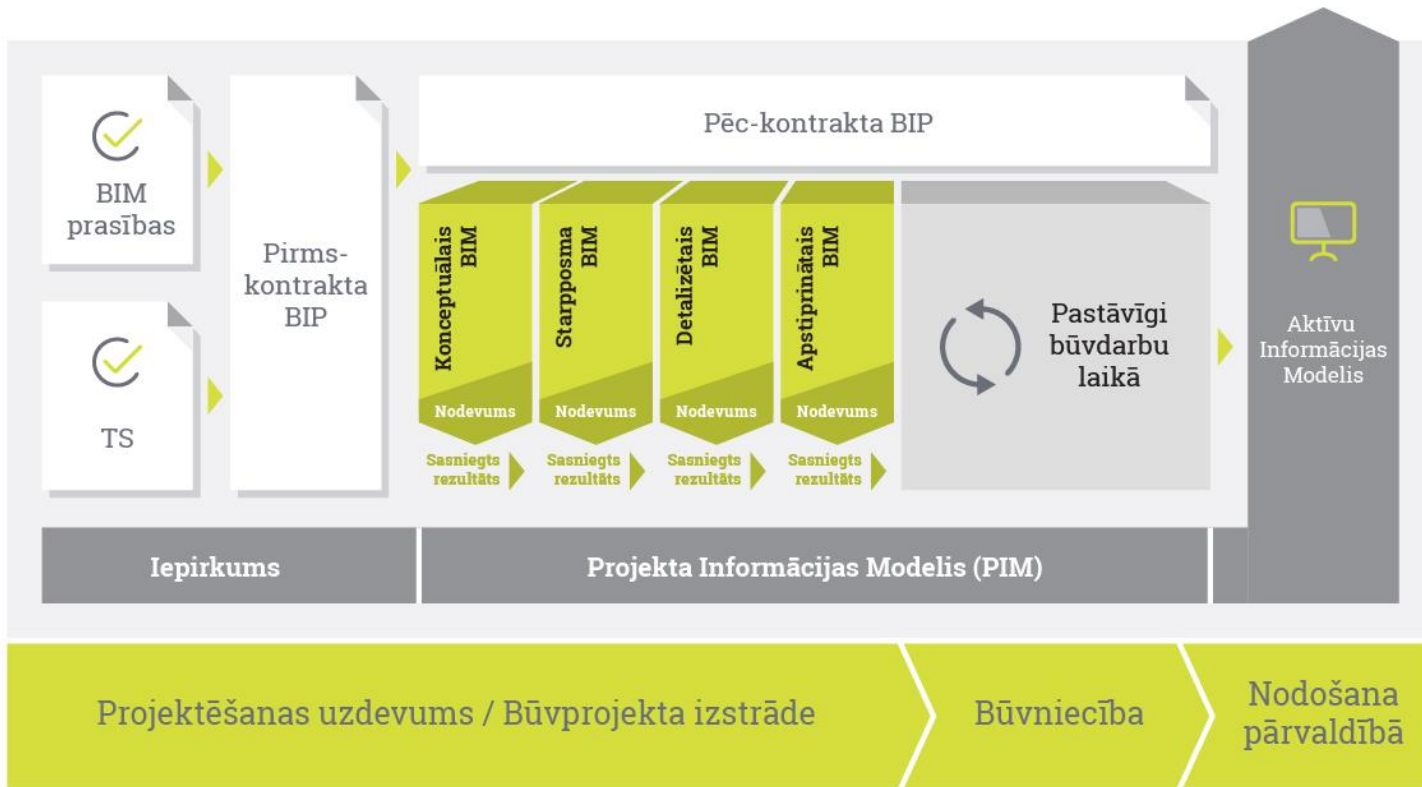 BIM
prasības
TS
Pirms-
kontrakta
BIP
Pēc-kontrakta BIP
Konceptuālais
BIM
Starpposma
BIM
Detalizētais
BIM
Apstiprinātais
BIM
Nodevums
Nodevums
Nodevums
Nodevums
Sasniegts
rezultāts
Sasniegts
rezultāts
Sasniegts
rezultāts
Sasniegts
rezultāts
Pastāvīgi
būvdarbu
laikā
Aktīvu
Informācijas
Modelis
Iepirkums
Projekta Informācijas Modelis (PIM)
Projektēšanas uzdevums / Būvprojekta izstrāde
Būvniecība
Nodošana
pārvaldībā